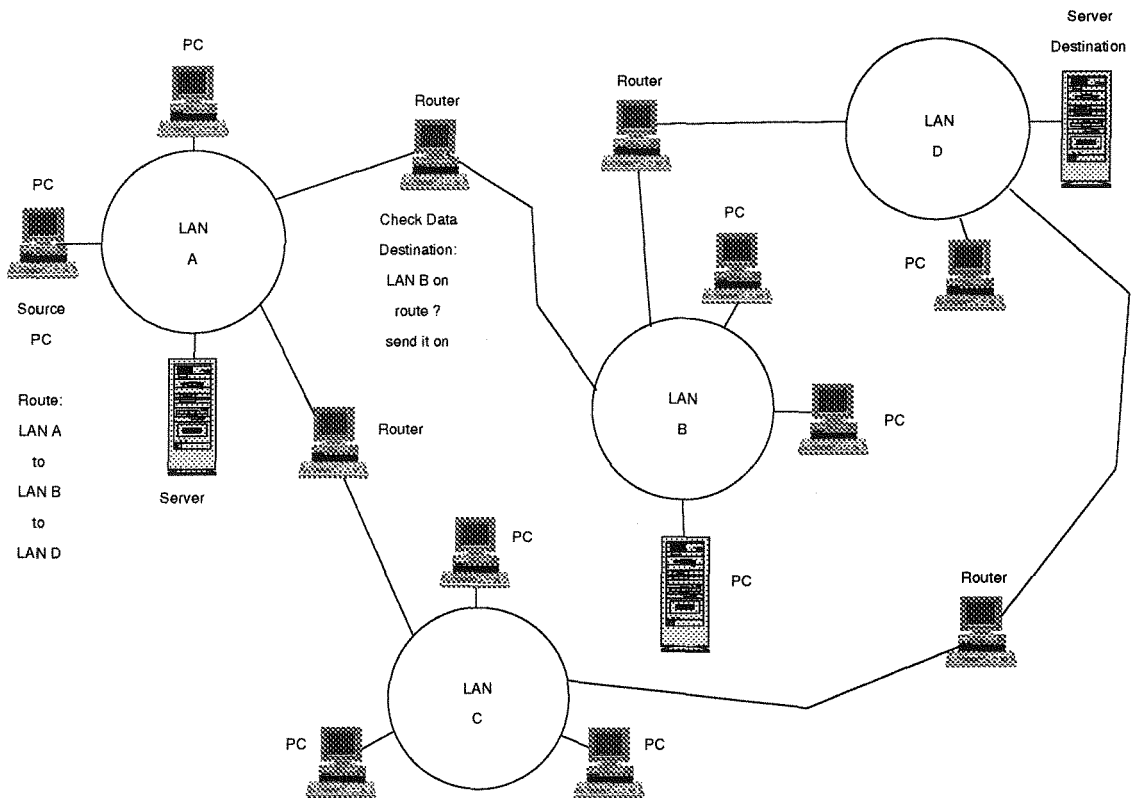 PC
Server
Destination
Router
Router
LAN
D
PC
LAN
A
Check Data
Destination:
LAN B on
route ?
send it on
PC
PC
Source
PC
LAN
B
Route:
LAN A
to
LAN B
to
LAN D
Router
PC
Server
PC
PC
Router
LAN
C
PC
PC